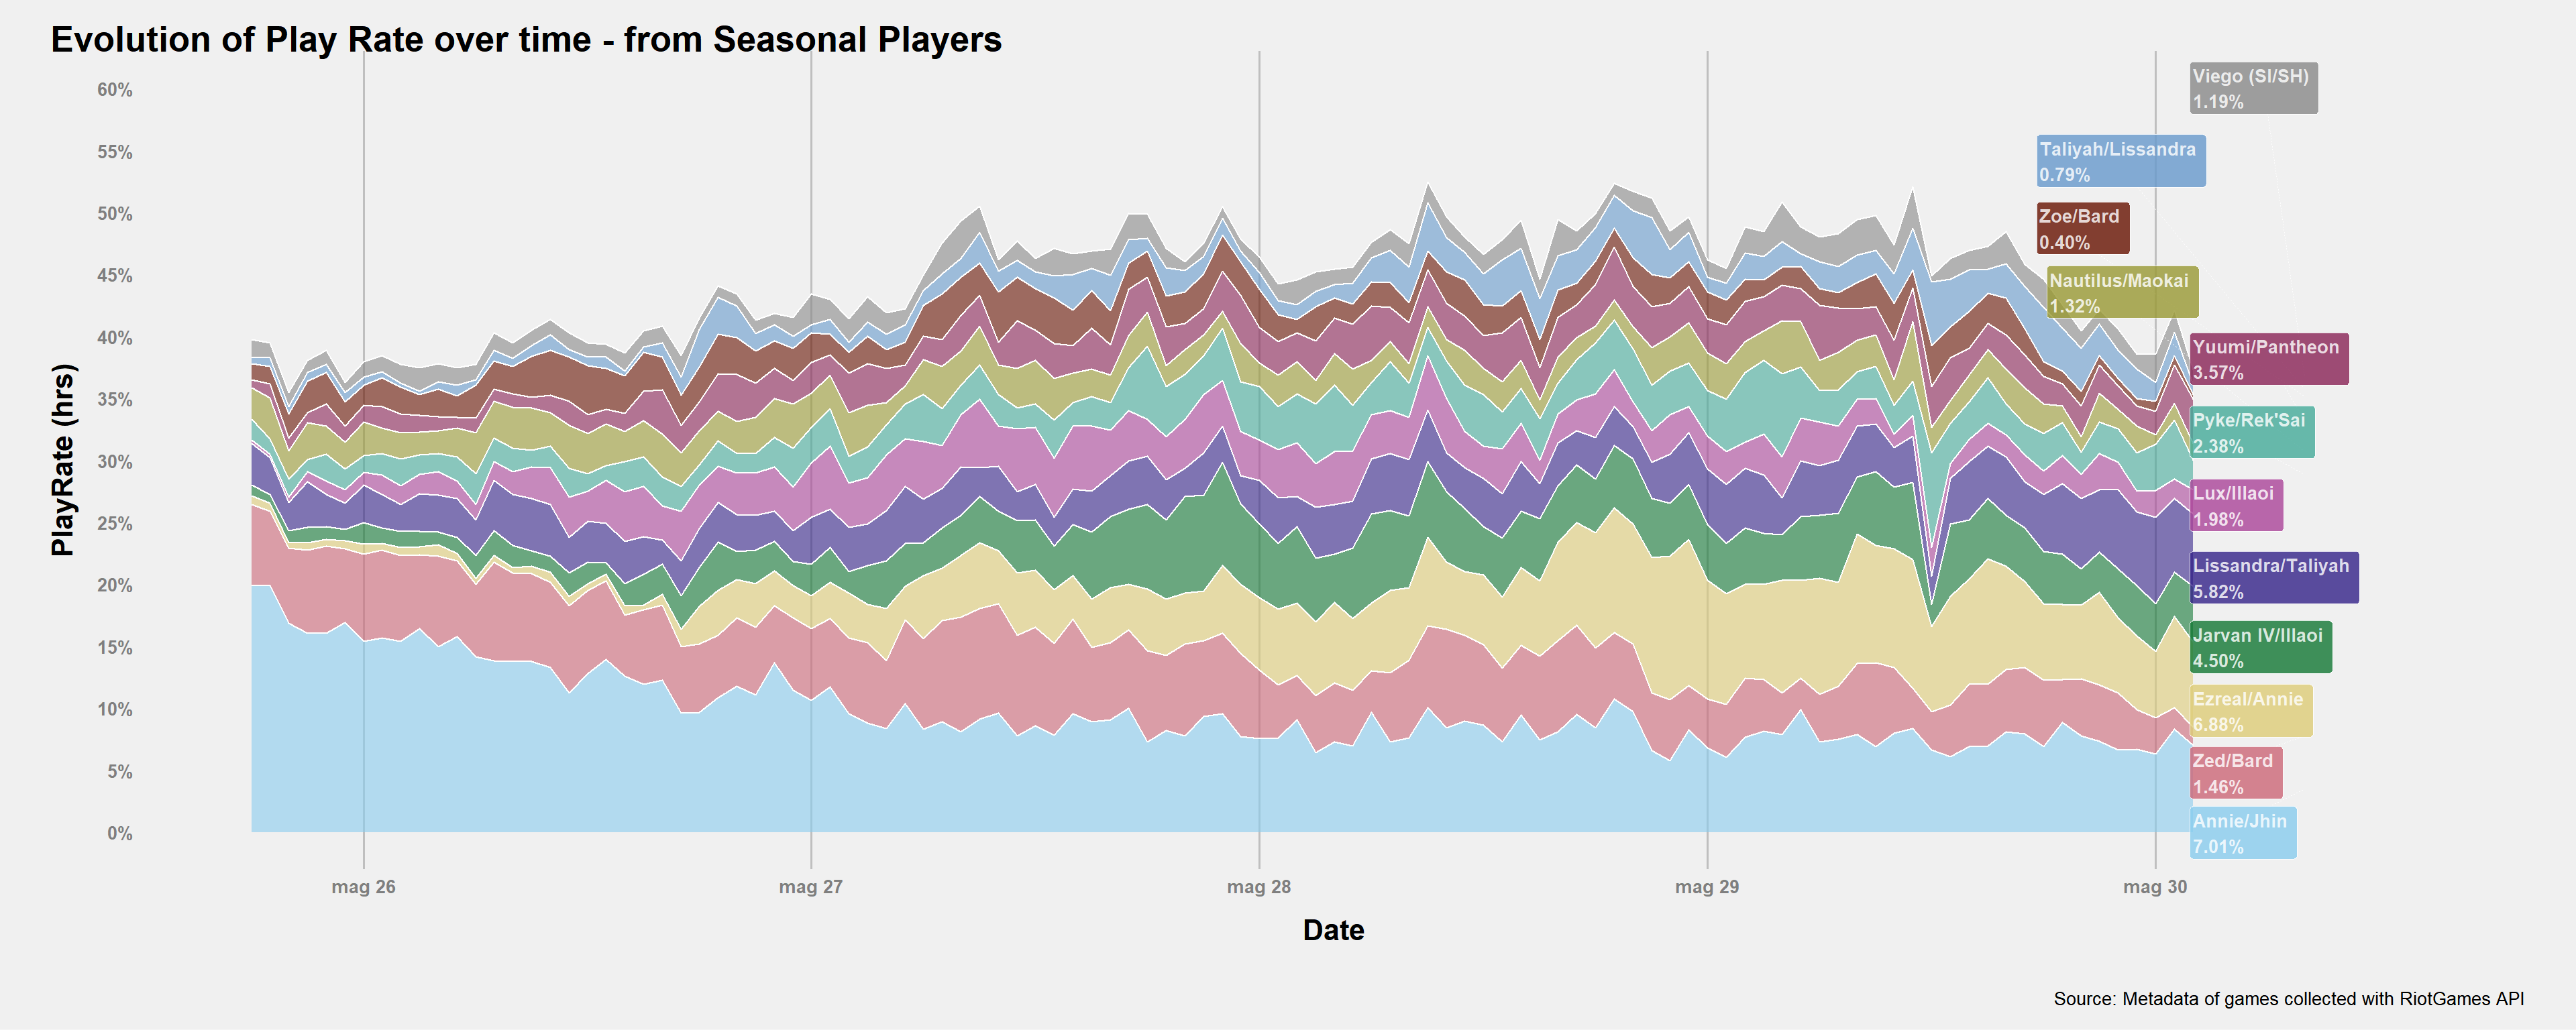 Evolution of Play Rate over time - from Seasonal Players
PlayRate (hrs)
60%
55%
50%
45%
40%
35%
30%
25%
20%
15%
10%
5%
0%
Viego (SI/SH)
1.19%
Taliyah/Lissandra
0.79%
Zoe/Bard
0.40%
Nautilus/Maokai
1.32%
Yuumi/Pantheon
3.57%
Pyke/Rek'Sai
2.38%
Lux/Illaoi
1.98%
Lissandra/Taliyah
5.82%
Jarvan IV/Illaoi
4.50%
Ezreal/Annie
6.88%
Zed/Bard
1.46%
Annie/Jhin
7.01%
mag 26
mag 27
mag 28
mag 29
mag 30
Date
Source: Metadata of games collected with RiotGames API